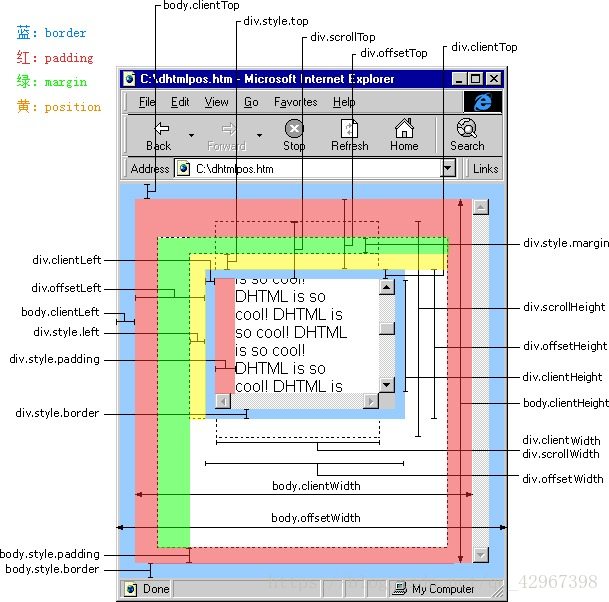 body.clientTop
div.style.top
蓝：border
div.scrollTop
div.offsetTop
div.clientTop
红：padding
绿：margin
黄：position
C:\dhtmlpos.htm - Microsoft Internet Explorer
File Edit View Go Favorites Help
Back Forward Stop Refresh Home Search
Address C:\dhtmlpos.htm Links
div.style.margin
div.clientLeft
div.offsetLeft
body.clientLeft
div.style.left
div.style.padding
div.style.border
is so cool!
DHTML is so
cool! DHTML is
so cool! DHTML
is so cool!
DHTML is so
cool! DHTML is
div.scrollHeight
div.offsetHeight
div.clientHeight
body.clientHeight
div.clientWidth
div.scrollWidth
div.offsetWidth
body.clientWidth
body.offsetWidth
body.style.padding
body.style.border
Done My Computer
42967398